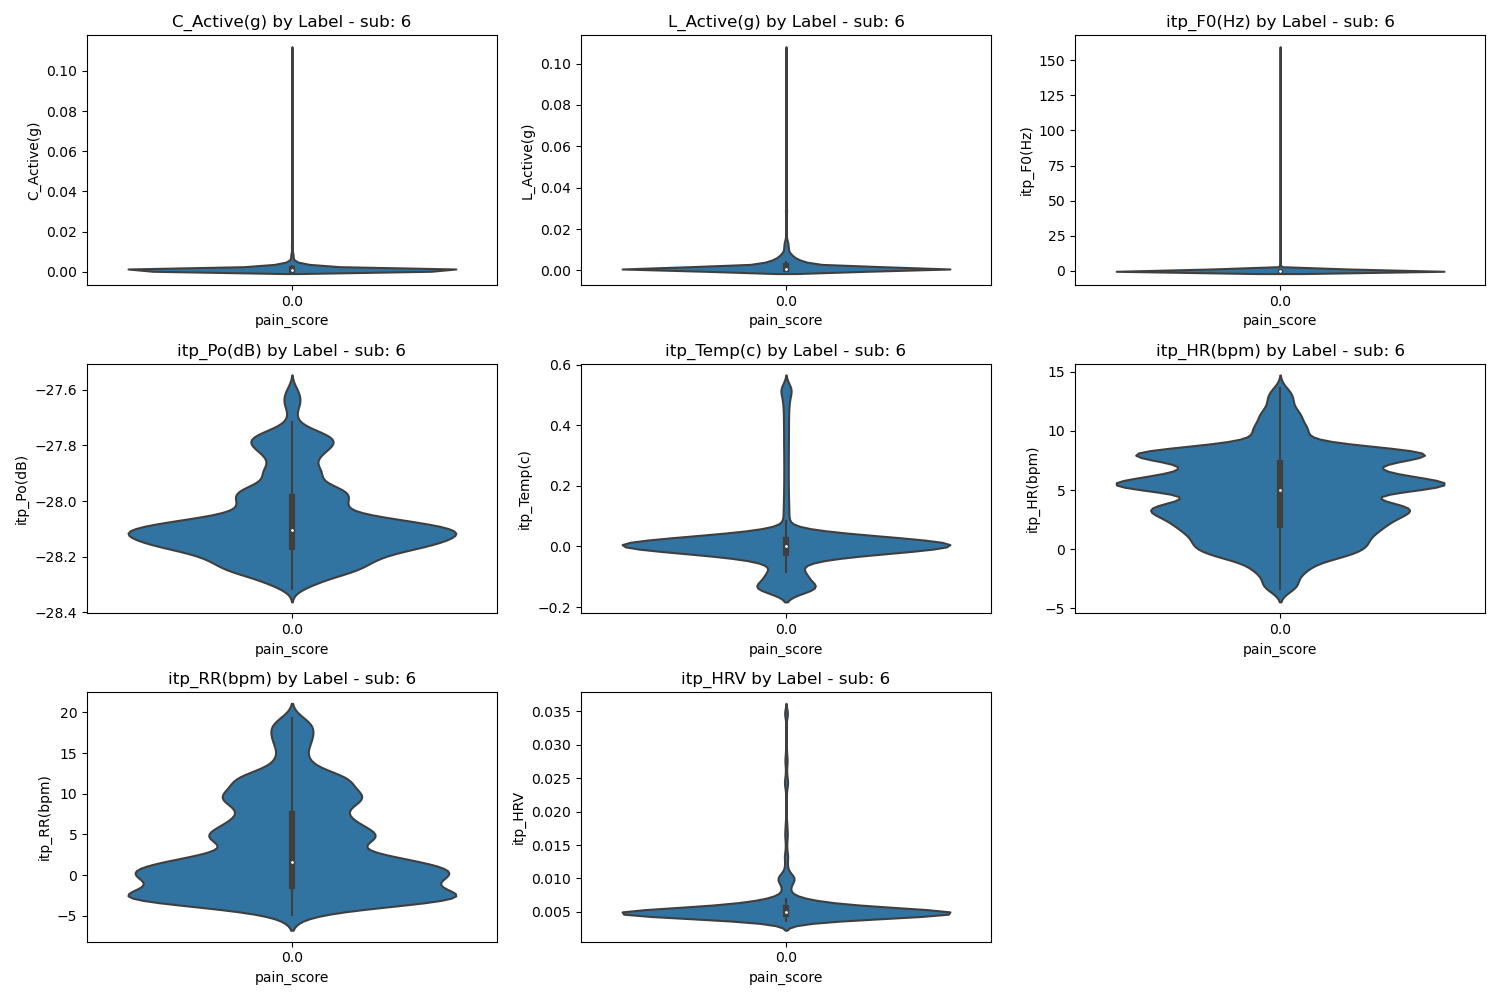 C_Active(g) by Label - sub: 6
0.10
0.08
0.06
0.04
0.02
0.00
C_Active(g)
0.0
pain_score
L_Active(g) by Label - sub: 6
0.10
0.08
0.06
0.04
0.02
0.00
L_Active(g)
0.0
pain_score
itp_F0(Hz) by Label - sub: 6
150
125
100
75
50
25
0
itp_F0(Hz)
0.0
pain_score
itp_Po(dB) by Label - sub: 6
−27.6
−27.8
−28.0
−28.2
−28.4
itp_Po(dB)
0.0
pain_score
itp_Temp(c) by Label - sub: 6
0.6
0.4
0.2
0.0
−0.2
itp_Temp(c)
0.0
pain_score
itp_HR(bpm) by Label - sub: 6
15
10
5
0
−5
itp_HR(bpm)
0.0
pain_score
itp_RR(bpm) by Label - sub: 6
20
15
10
5
0
−5
itp_RR(bpm)
0.0
pain_score
itp_HRV by Label - sub: 6
0.035
0.030
0.025
0.020
0.015
0.010
0.005
itp_HRV
0.0
pain_score